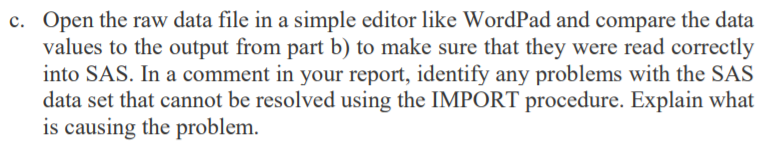 c. Open the raw data file in a simple editor like WordPad and compare the data
values to the output from part b) to make sure that they were read correctly
into SAS. In a comment in your report, identify any problems with the SAS
data set that cannot be resolved using the IMPORT procedure. Explain what
is causing the problem.